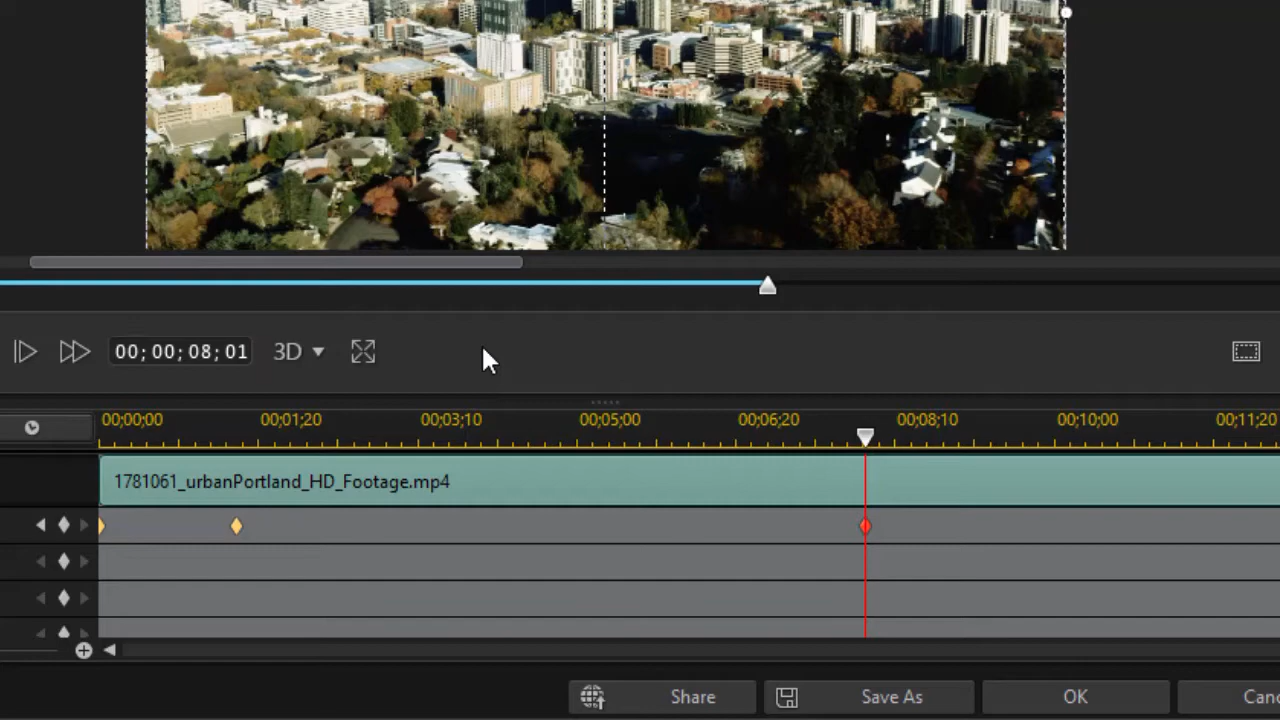 00;00;08;01 3D
00;00;00 00;01;20 00;03;10 00;05;00 00;06;20 00;08;10 00;10;00 00;11;20
1781061_urbanPortland_HD_Footage.mp4
Share Save As OK Canc